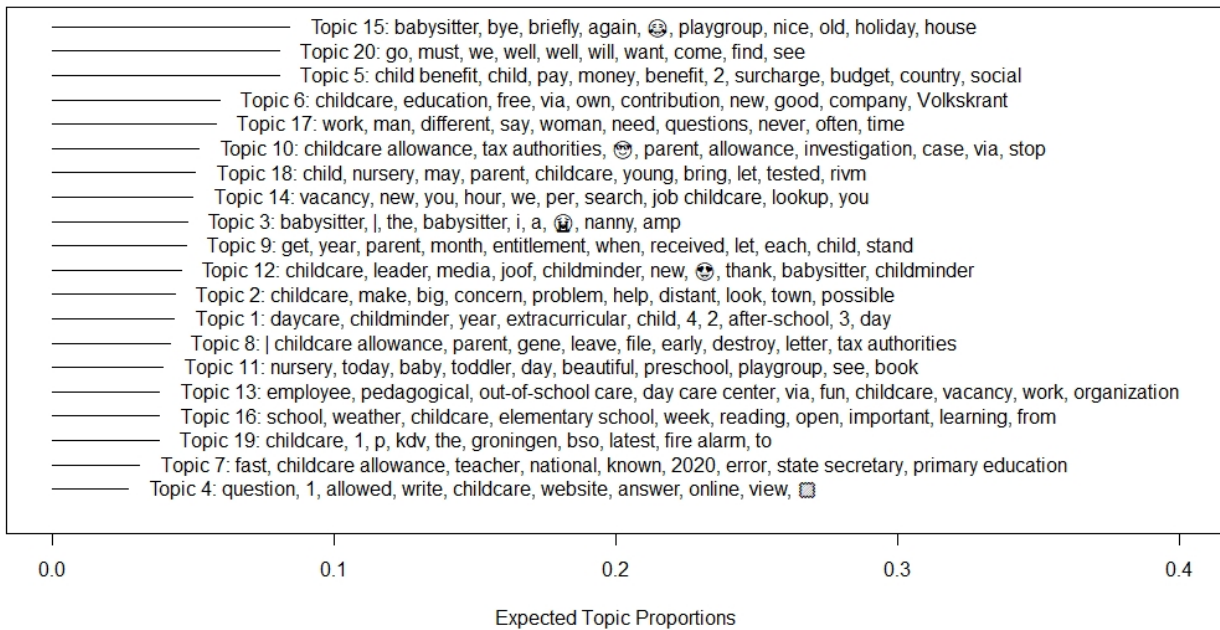 Topic 15: babysitter, bye, briefly, again, 😂, playgroup, nice, old, holiday, house
Topic 20: go, must, we, well, well, will, want, come, find, see
Topic 5: child benefit, child, pay, money, benefit, 2, surcharge, budget, country, social
Topic 6: childcare, education, free, via, own, contribution, new, good, company, Volkskrant
Topic 17: work, man, different, say, woman, need, questions, never, often, time
Topic 10: childcare allowance, tax authorities, 😎, parent, allowance, investigation, case, via, stop
Topic 18: child, nursery, may, parent, childcare, young, bring, let, tested, rivm
Topic 14: vacancy, new, you, hour, we, per, search, job childcare, lookup, you
Topic 3: babysitter, |, the, babysitter, i, a, 😭, nanny, amp
Topic 9: get, year, parent, month, entitlement, when, received, let, each, child, stand
Topic 12: childcare, leader, media, joof, childminder, new, 😍, thank, babysitter, childminder
Topic 2: childcare, make, big, concern, problem, help, distant, look, town, possible
Topic 1: daycare, childminder, year, extracurricular, child, 4, 2, after-school, 3, day
Topic 8: | childcare allowance, parent, gene, leave, file, early, destroy, letter, tax authorities
Topic 11: nursery, today, baby, toddler, day, beautiful, preschool, playgroup, see, book
Topic 13: employee, pedagogical, out-of-school care, day care center, via, fun, childcare, vacancy, work, organization
Topic 16: school, weather, childcare, elementary school, week, reading, open, important, learning, from
Topic 19: childcare, 1, p, kdv, the, groningen, bso, latest, fire alarm, to
Topic 7: fast, childcare allowance, teacher, national, known, 2020, error, state secretary, primary education
Topic 4: question, 1, allowed, write, childcare, website, answer, online, view,
0.0 0.1 0.2 0.3 0.4
Expected Topic Proportions